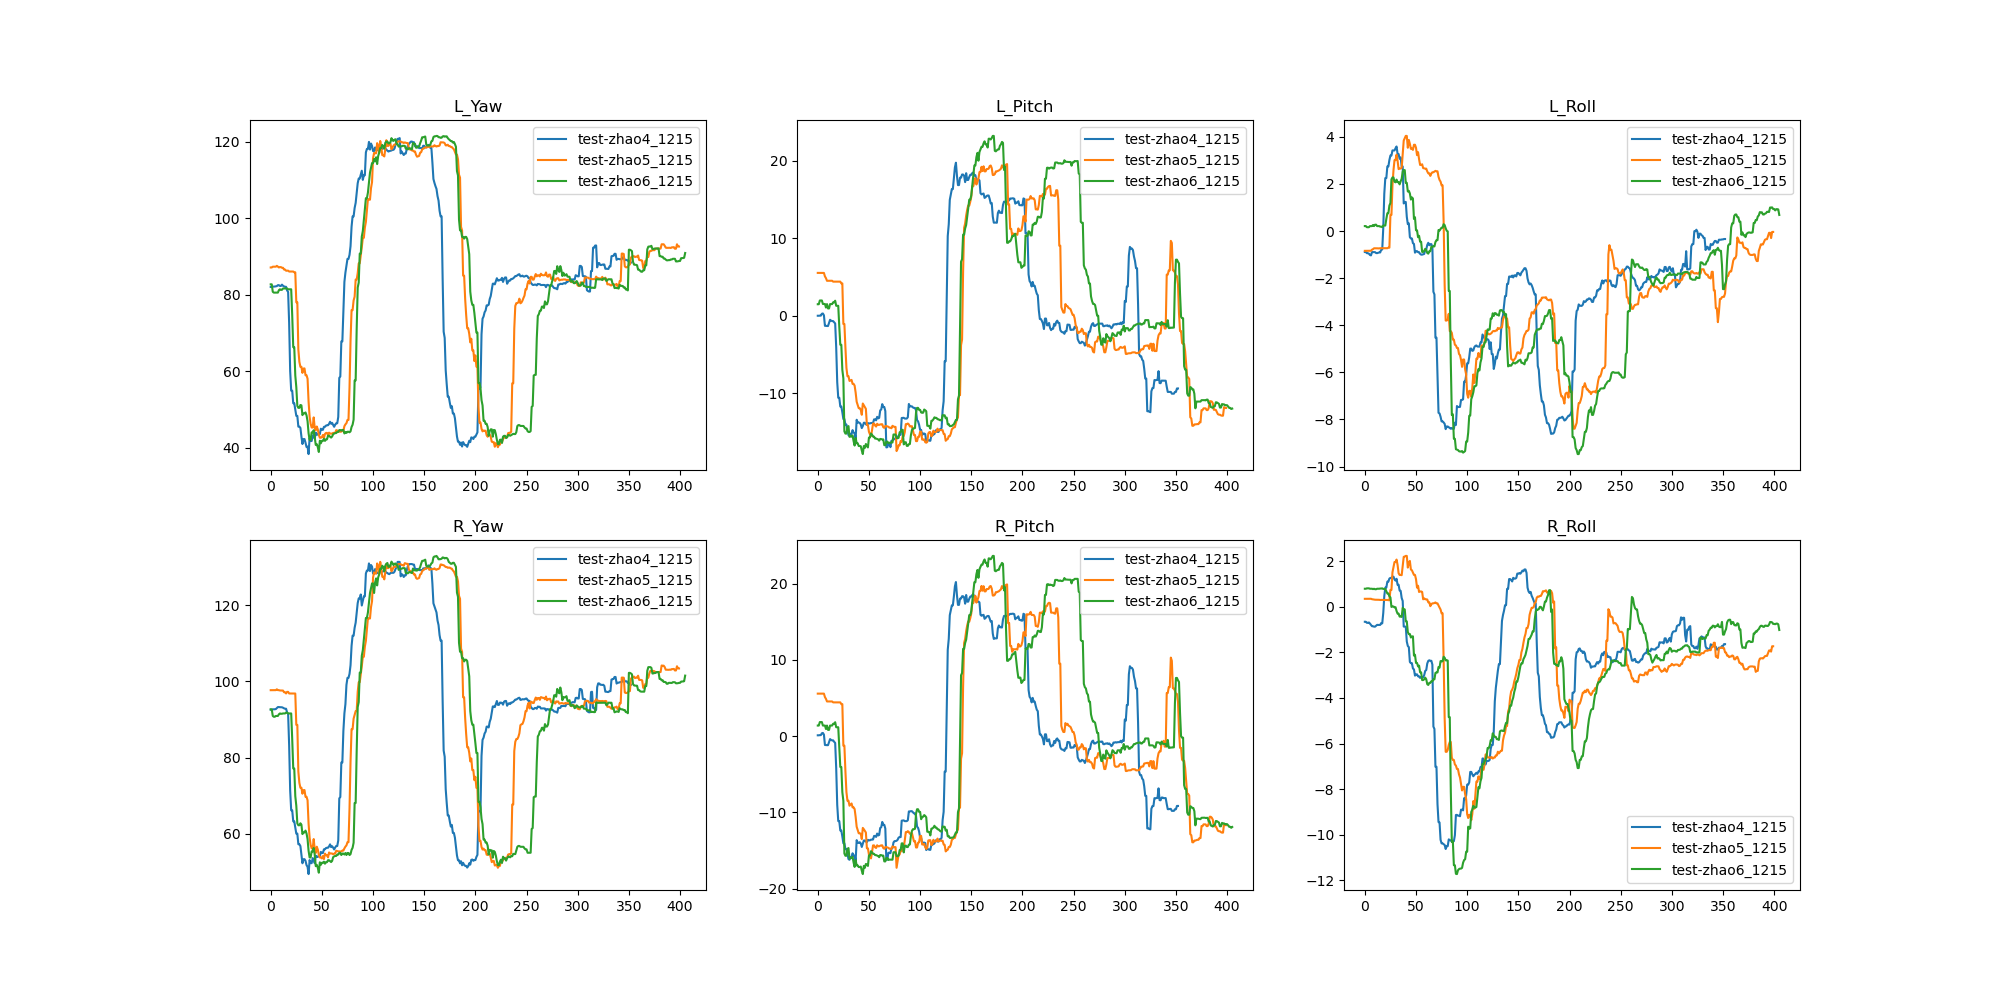 L_Yaw
120
100
80
60
40
0 50 100 150 200 250 300 350 400
test-zhao4_1215
test-zhao5_1215
test-zhao6_1215
L_Pitch
20
10
0
−10
0 50 100 150 200 250 300 350 400
test-zhao4_1215
test-zhao5_1215
test-zhao6_1215
L_Roll
4
2
0
−2
−4
−6
−8
−10
0 50 100 150 200 250 300 350 400
test-zhao4_1215
test-zhao5_1215
test-zhao6_1215
R_Yaw
120
100
80
60
0 50 100 150 200 250 300 350 400
test-zhao4_1215
test-zhao5_1215
test-zhao6_1215
R_Pitch
20
10
0
−10
−20
0 50 100 150 200 250 300 350 400
test-zhao4_1215
test-zhao5_1215
test-zhao6_1215
R_Roll
2
0
−2
−4
−6
−8
−10
−12
0 50 100 150 200 250 300 350 400
test-zhao4_1215
test-zhao5_1215
test-zhao6_1215